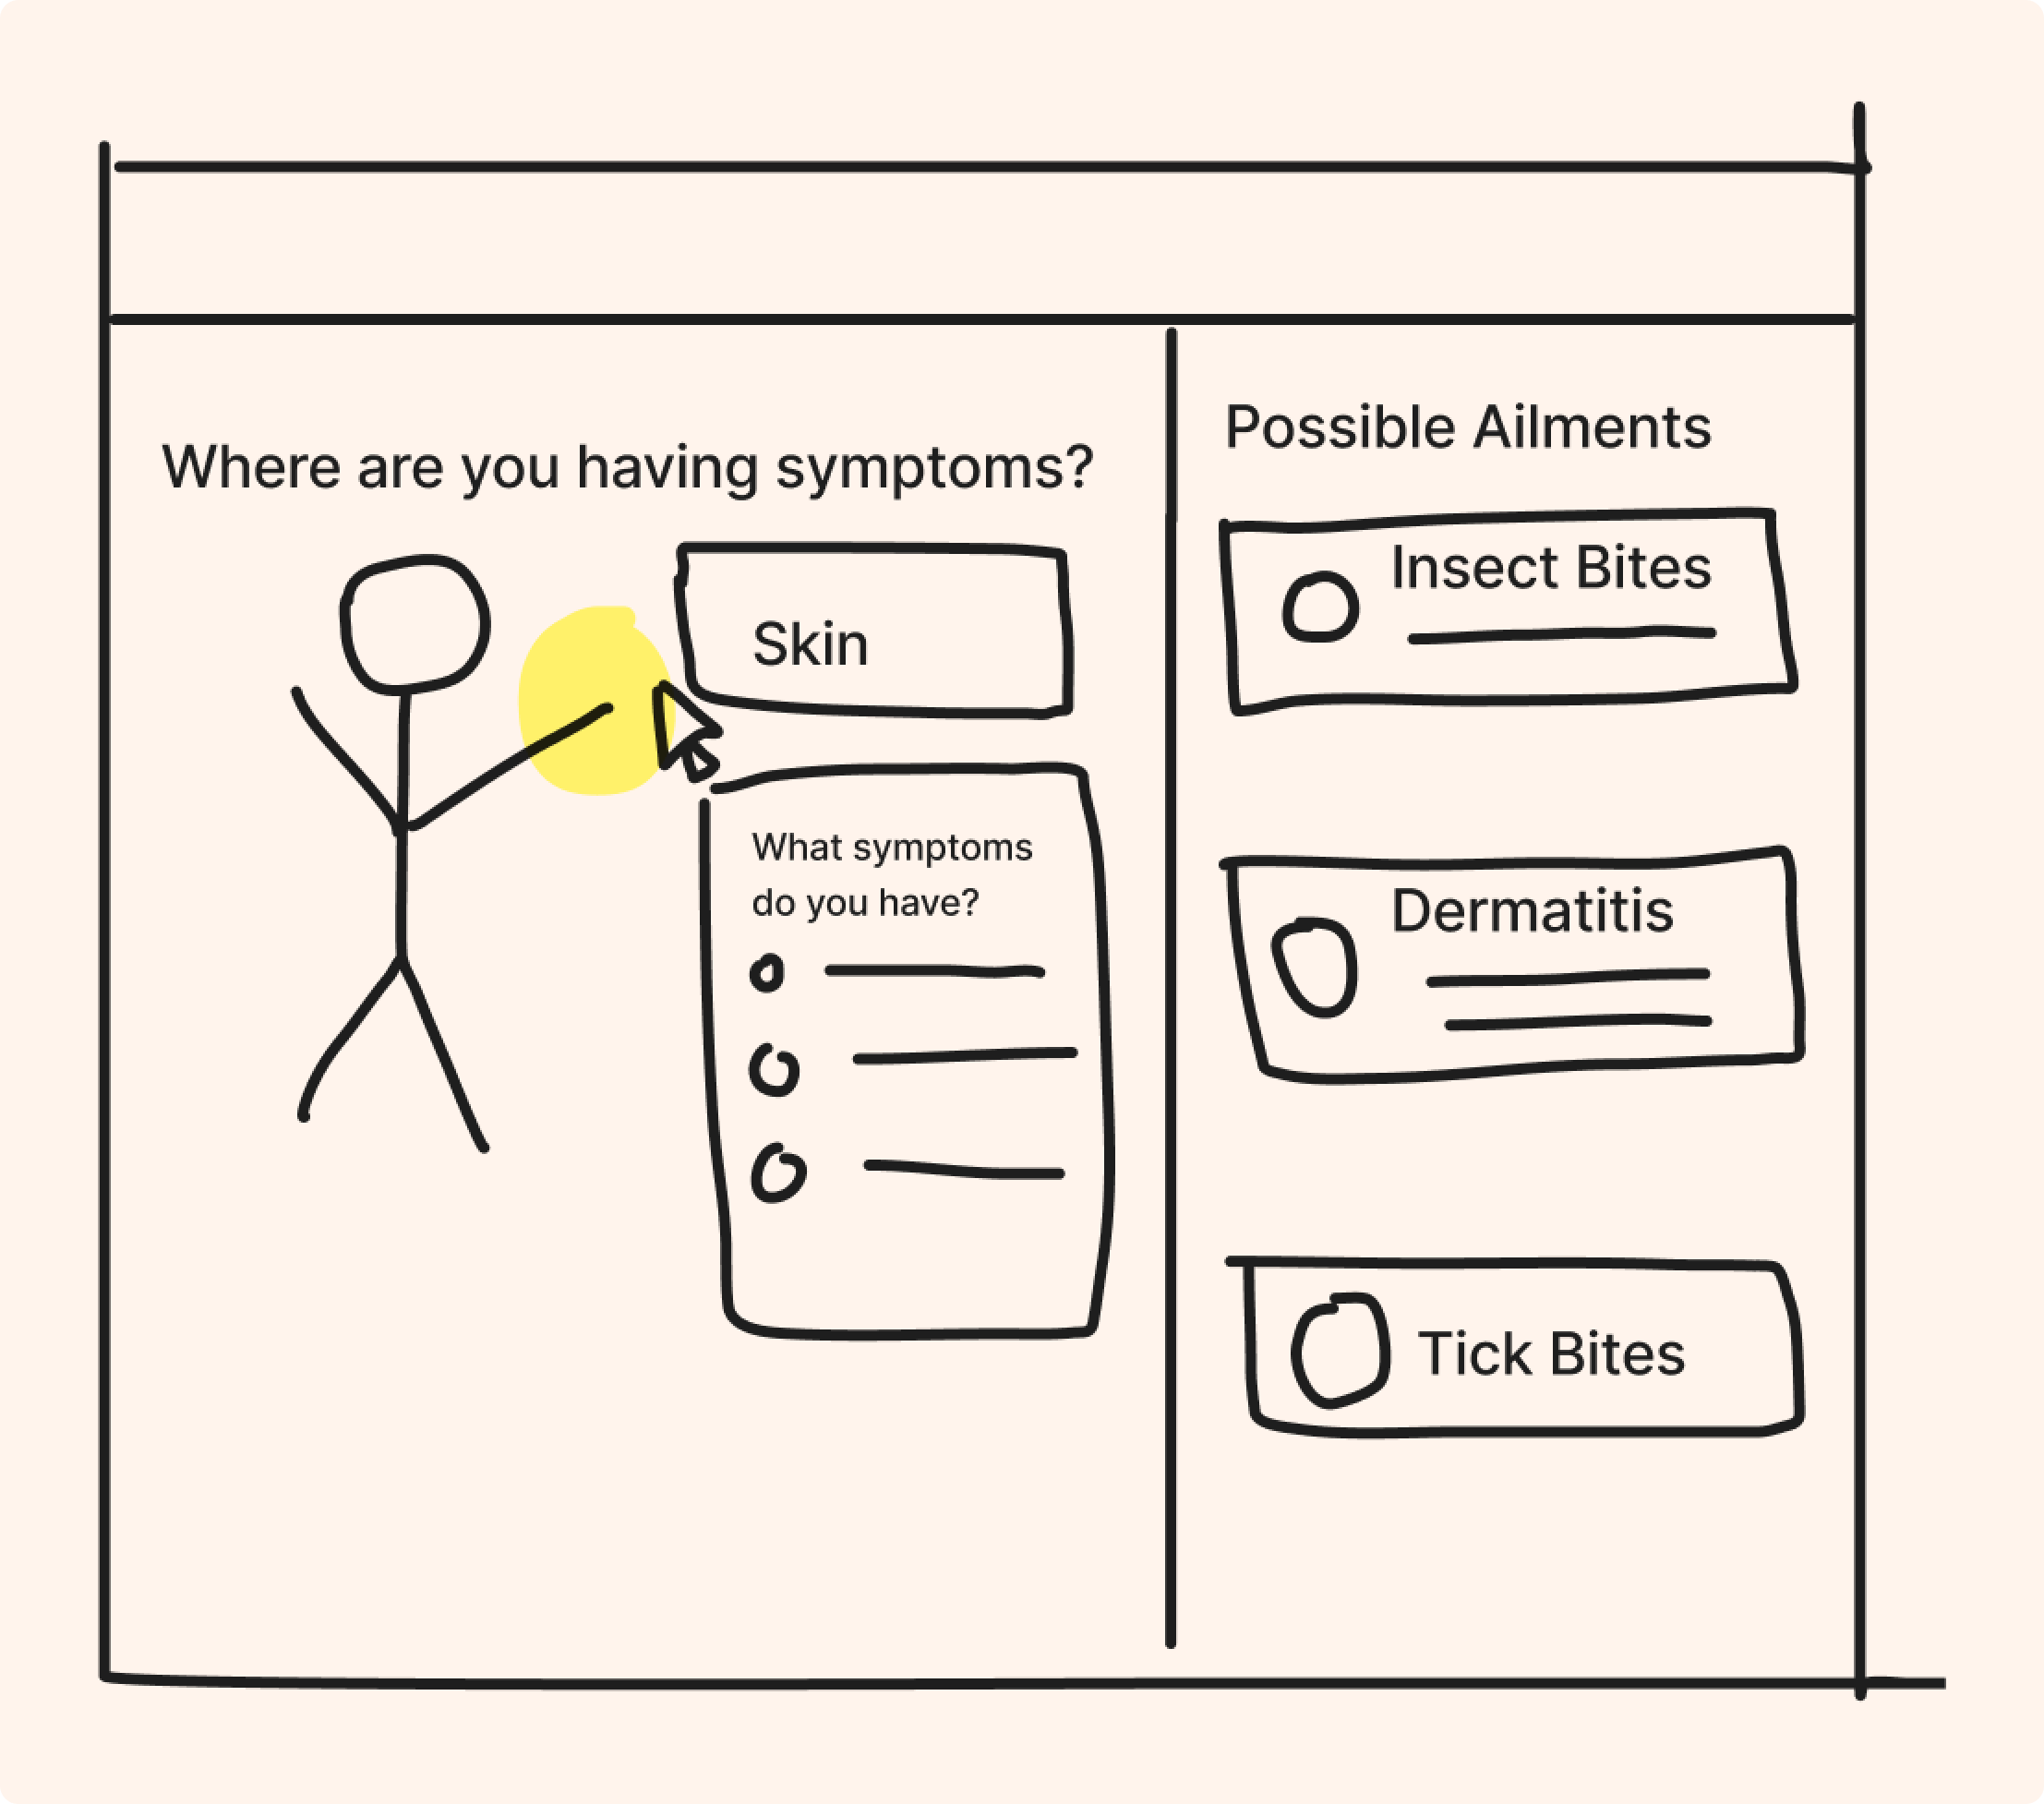 Where are you having symptoms?
Skin
What symptoms
do you have?
Possible Ailments
Insect Bites
Dermatitis
Tick Bites